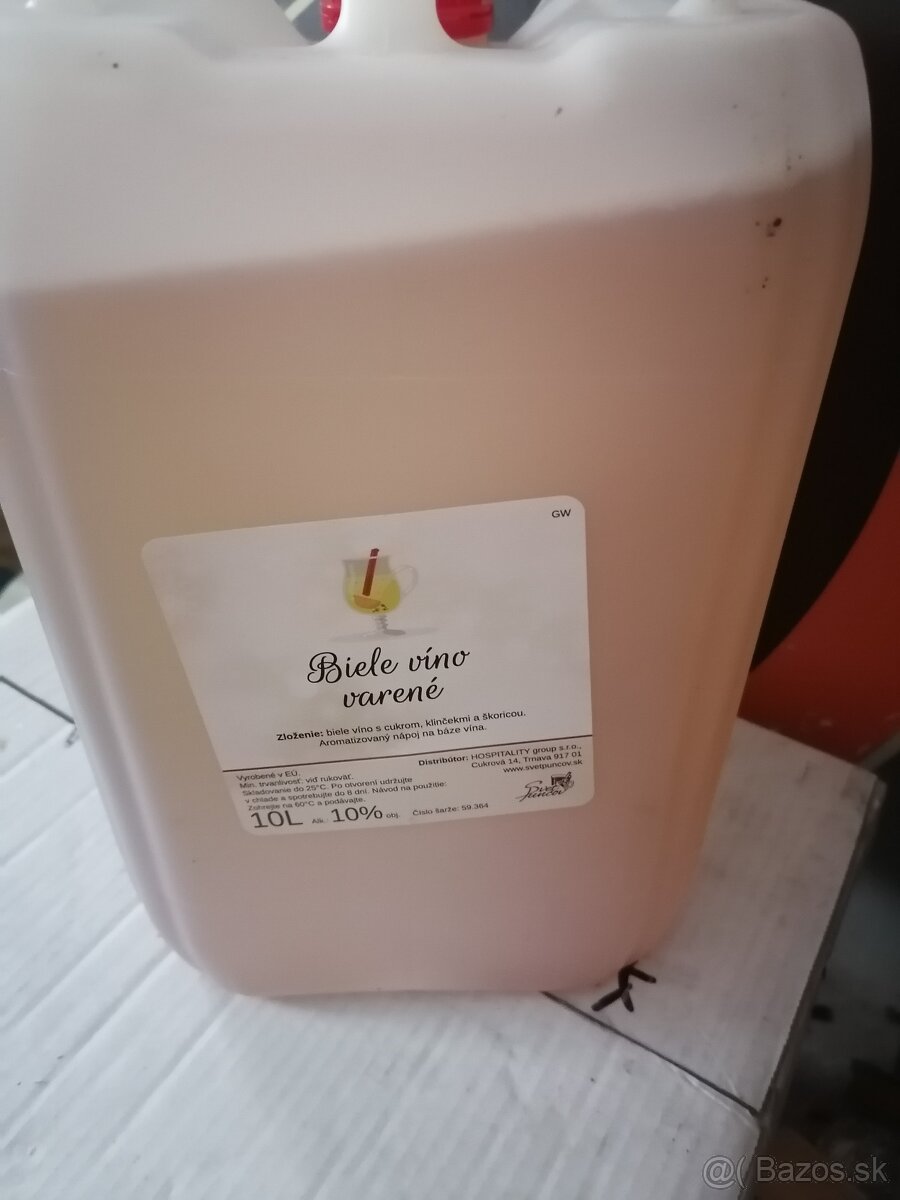 GW
Biele víno
varené
Zloženie: biele víno s cukrom, klinčekmi a škoricou.
Aromatizovaný nápoj na báze vína.
Vyrobené v EÚ.
Min. trvanlivosť: viď rukoväť.
Skladovanie do 25°C. Po otvorení udržujte
v chlade a spotrebujte do 8 dní. Návod na použitie:
Zohrejte na 60°C a podávajte.
10L Alk.: 10% obj. Číslo šarže: 59.364
Distribútor: HOSPITALITY group s.r.o.,
Cukrová 14, Trnava 917 01
www.svetpuncov.sk
Svet
Punčov
@( Bazos.sk